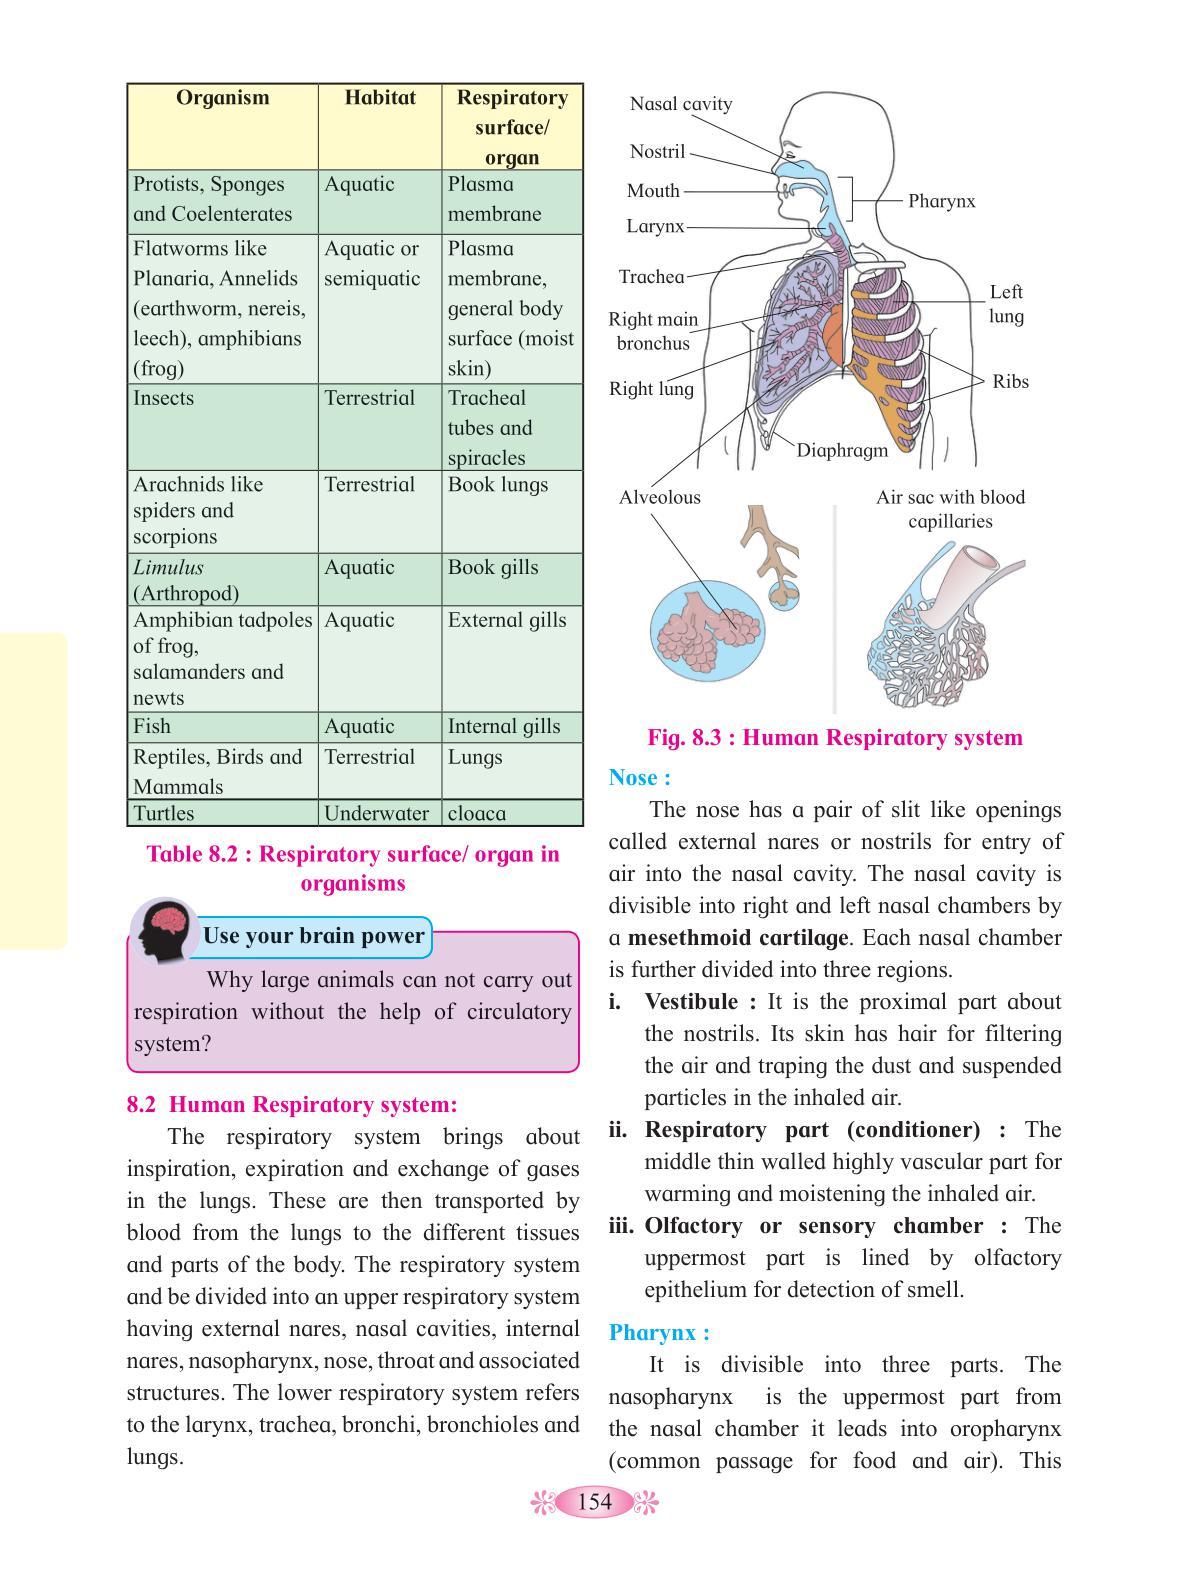 Organism Habitat Respiratory
surface/
organ
Protists, Sponges Aquatic Plasma
and Coelenterates membrane
Flatworms like Aquatic or Plasma
Planaria, Annelids semiquatic membrane,
(earthworm, nereis, general body
leech), amphibians surface (moist
(frog) skin)
Insects Terrestrial Tracheal
tubes and
spiracles
Arachnids like Terrestrial Book lungs
spiders and
scorpions
Limulus Aquatic Book gills
(Arthropod)
Amphibian tadpoles Aquatic External gills
of frog,
salamanders and
newts
Fish Aquatic Internal gills
Reptiles, Birds and Terrestrial Lungs
Mammals
Turtles Underwater cloaca
Table 8.2 : Respiratory surface/ organ in
organisms
Use your brain power
Why large animals can not carry out
respiration without the help of circulatory
system?
8.2 Human Respiratory system:
The respiratory system brings about
inspiration, expiration and exchange of gases
in the lungs. These are then transported by
blood from the lungs to the different tissues
and parts of the body. The respiratory system
and be divided into an upper respiratory system
having external nares, nasal cavities, internal
nares, nasopharynx, nose, throat and associated
structures. The lower respiratory system refers
to the larynx, trachea, bronchi, bronchioles and
lungs.
Nasal cavity
Nostril
Mouth
Pharynx
Larynx
Trachea
Left
lung
Right main
bronchus
Right lung
Ribs
Diaphragm
Alveolous
Air sac with blood
capillaries
Fig. 8.3 : Human Respiratory system
Nose :
The nose has a pair of slit like openings
called external nares or nostrils for entry of
air into the nasal cavity. The nasal cavity is
divisible into right and left nasal chambers by
a mesethmoid cartilage. Each nasal chamber
is further divided into three regions.
i. Vestibule : It is the proximal part about
the nostrils. Its skin has hair for filtering
the air and traping the dust and suspended
particles in the inhaled air.
ii. Respiratory part (conditioner) : The
middle thin walled highly vascular part for
warming and moistening the inhaled air.
iii. Olfactory or sensory chamber : The
uppermost part is lined by olfactory
epithelium for detection of smell.
Pharynx :
It is divisible into three parts. The
nasopharynx is the uppermost part from
the nasal chamber it leads into oropharynx
(common passage for food and air). This
154